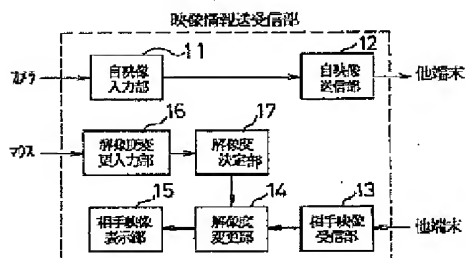 映像情報送受信部
11
12
カメラ
自映像
入力部
自映像
送信部
他端末
16
17
マウス
解像度変
更入力部
解像度
決定部
15
14
13
相手映像
表示部
解像度
変更部
相手映像
受信部
他端末